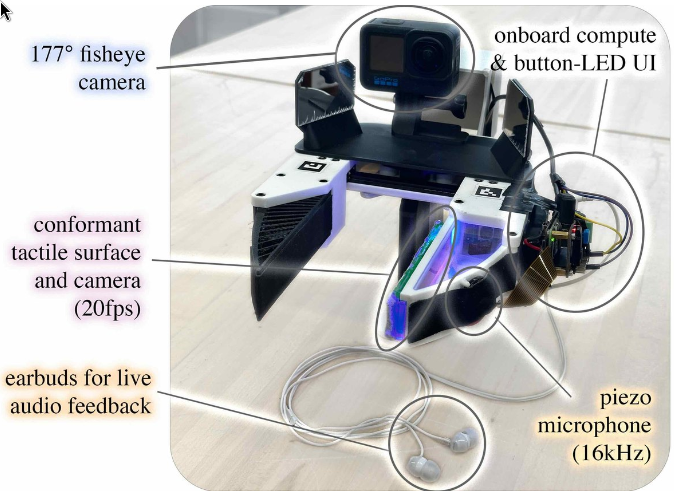 177° fisheye
camera
onboard compute
& button-LED UI
conformant
tactile surface
and camera
(20fps)
earbuds for live
audio feedback
piezo
microphone
(16kHz)